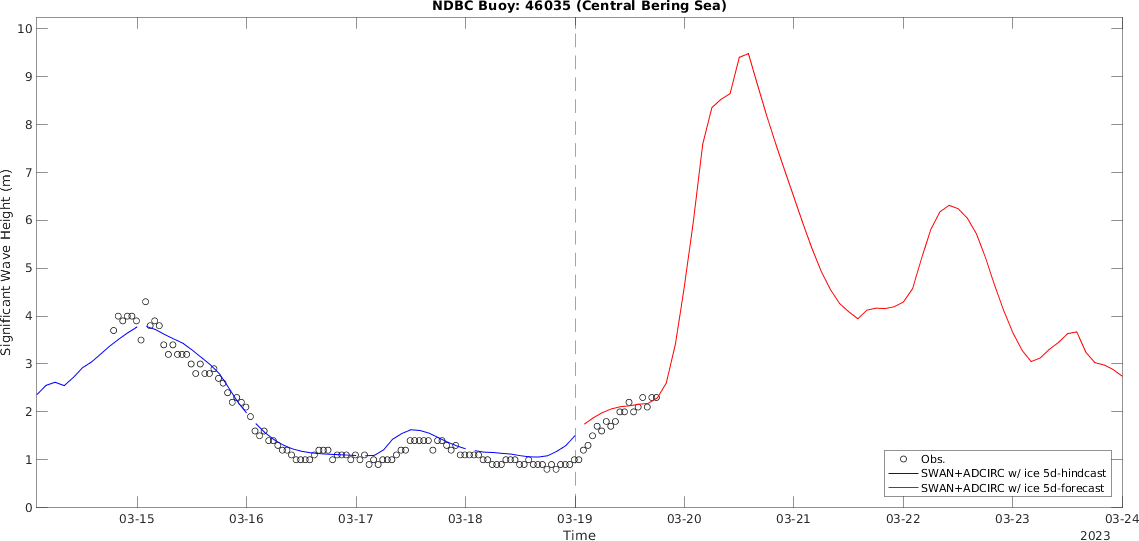 NDBC Buoy: 46035 (Central Bering Sea)
10
9
8
7
6
5
4
3
2
1
0
Significant Wave Height (m)
Obs.
SWAN+ADCIRC w/ ice 5d-hindcast
SWAN+ADCIRC w/ ice 5d-forecast
03-15 03-16 03-17 03-18 03-19 03-20 03-21 03-22 03-23 03-24
Time
2023